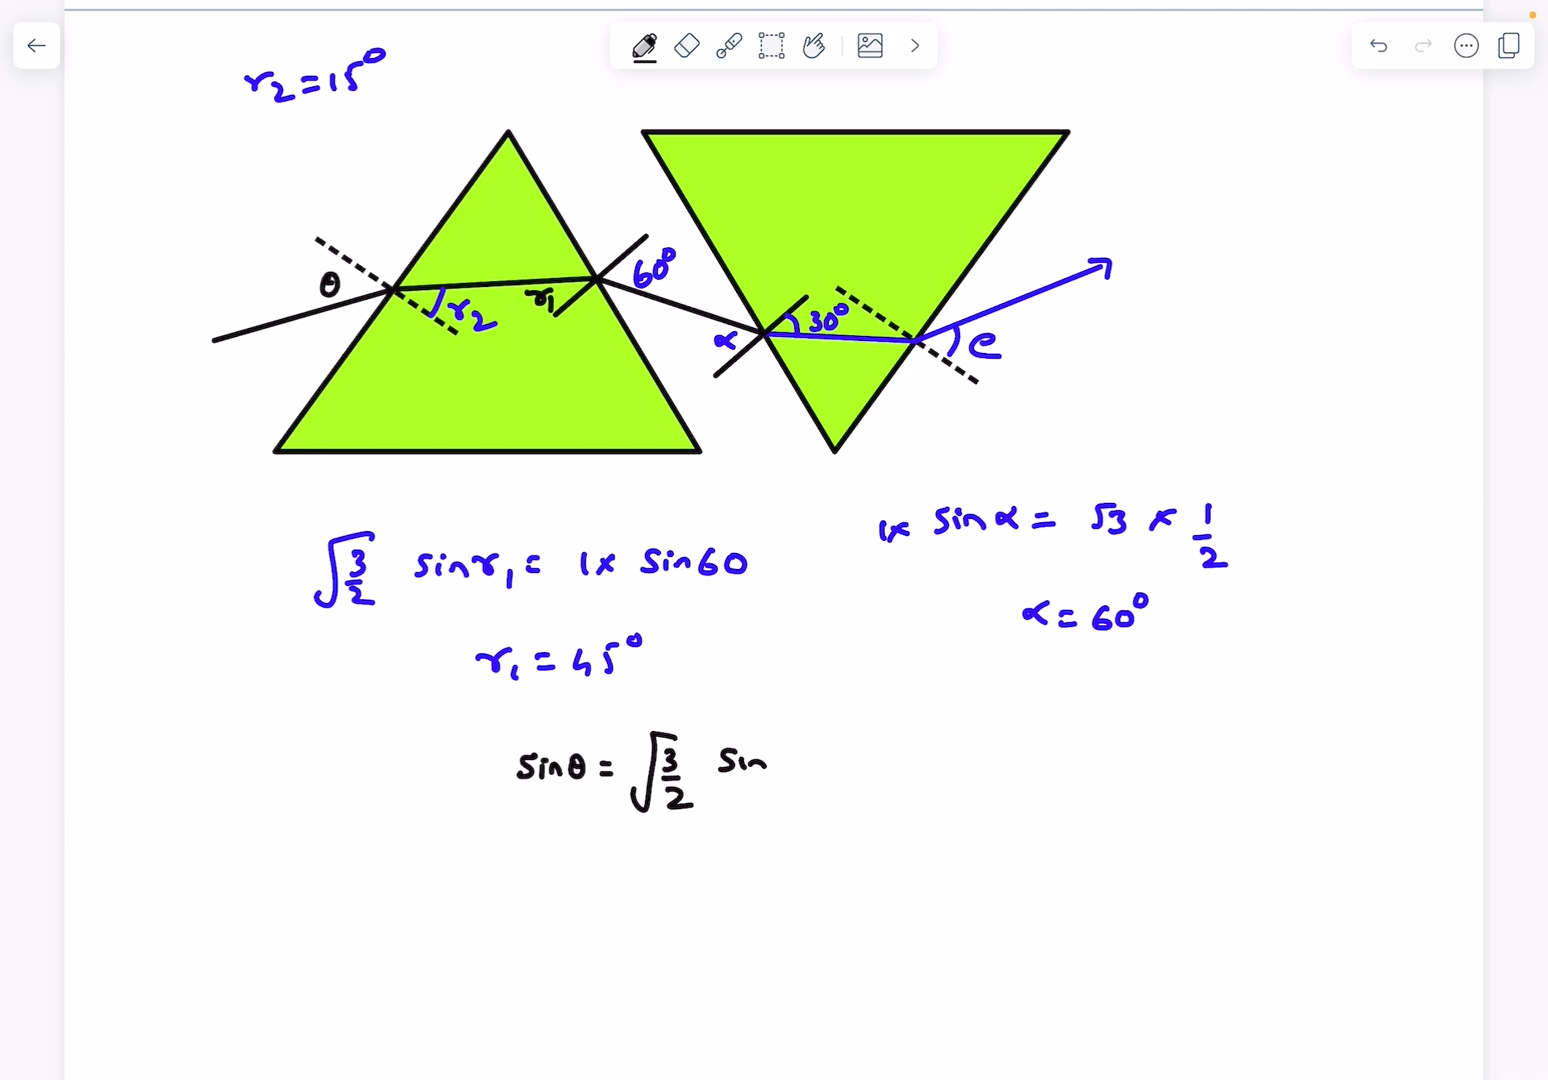 r₂ = 15°
θ
r₂
r₁
60°
α
30°
e
√(3/2) sin r₁ = 1 × sin 60
r₁ = 45°
1 × sin α = √3 × 1/2
α = 60°
sin θ = √(3/2) sin